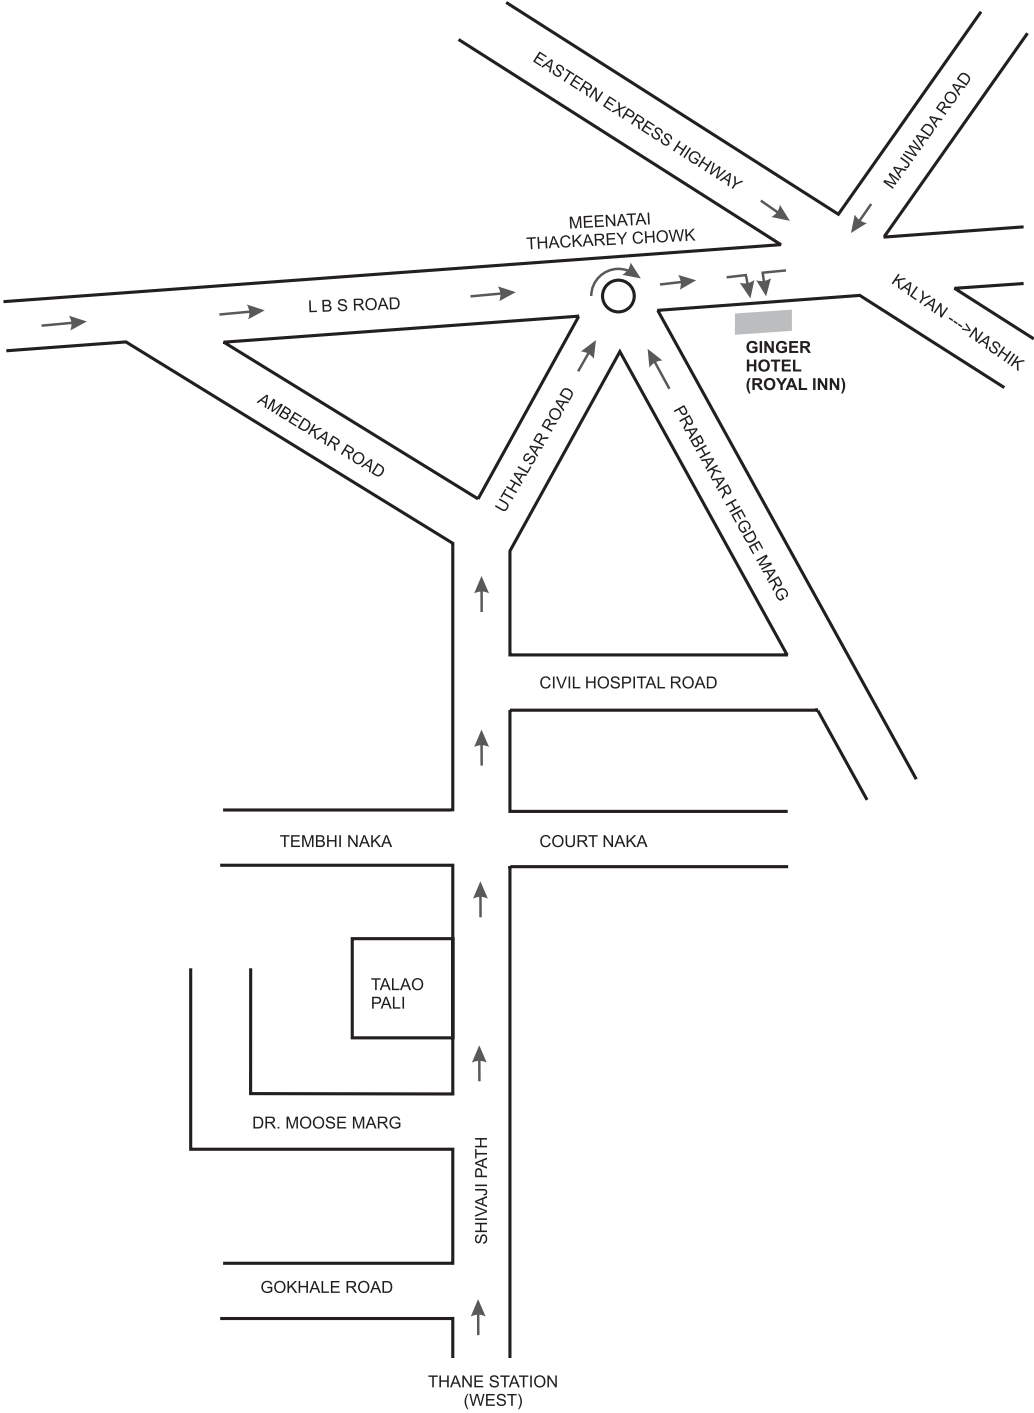 EASTERN EXPRESS HIGHWAY
MAJIWADA ROAD
MEENATAI
THACKAREY CHOWK
L B S ROAD
KALYAN --->NASHIK
GINGER
HOTEL
(ROYAL INN)
AMBEDKAR ROAD
UTHALSAR ROAD
PRABHAKAR HEGDE MARG
CIVIL HOSPITAL ROAD
TEMBHI NAKA
COURT NAKA
TALAO
PALI
DR. MOOSE MARG
SHIVAJI PATH
GOKHALE ROAD
THANE STATION
(WEST)